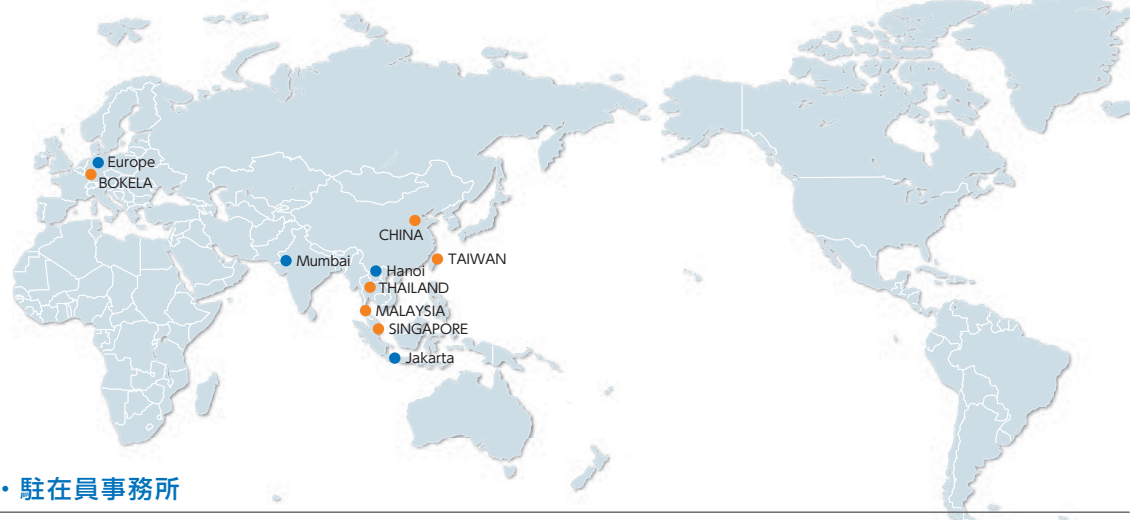 Europe
BOKELA
CHINA
TAIWAN
Mumbai
Hanoi
THAILAND
MALAYSIA
SINGAPORE
Jakarta
・駐在員事務所